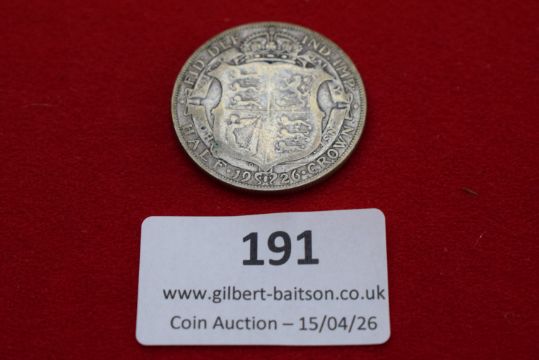 FID·DEF IND·IMP
HALF·1926·CROWN
191
www.gilbert-baitson.co.uk
Coin Auction – 15/04/26